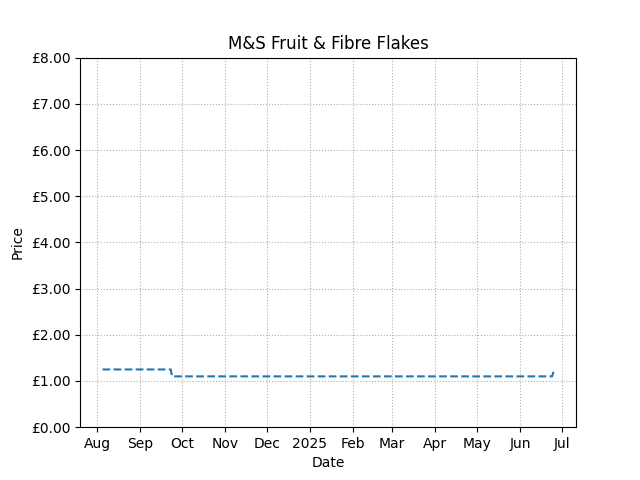 M&S Fruit & Fibre Flakes
£8.00
£7.00
£6.00
£5.00
£4.00
£3.00
£2.00
£1.00
£0.00
Price
Aug Sep Oct Nov Dec 2025 Feb Mar Apr May Jun Jul
Date